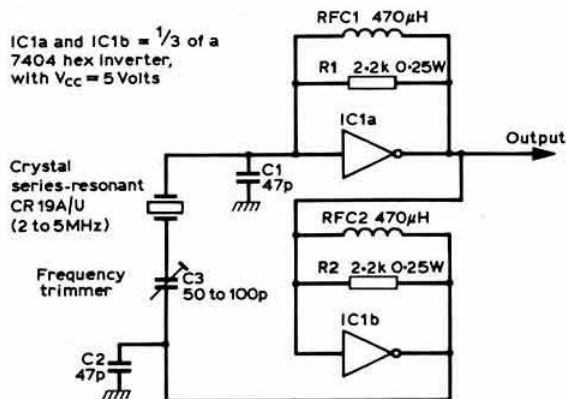 IC1a and IC1b = 1/3 of a
7404 hex inverter,
with VCC = 5 Volts
RFC1 470μH
R1 2·2k 0·25W
IC1a
Output
C1
47p
Crystal
series-resonant
CR19A/U
(2 to 5MHz)
RFC2 470μH
R2 2·2k 0·25W
Frequency
trimmer
C3
50 to 100p
IC1b
C2
47p